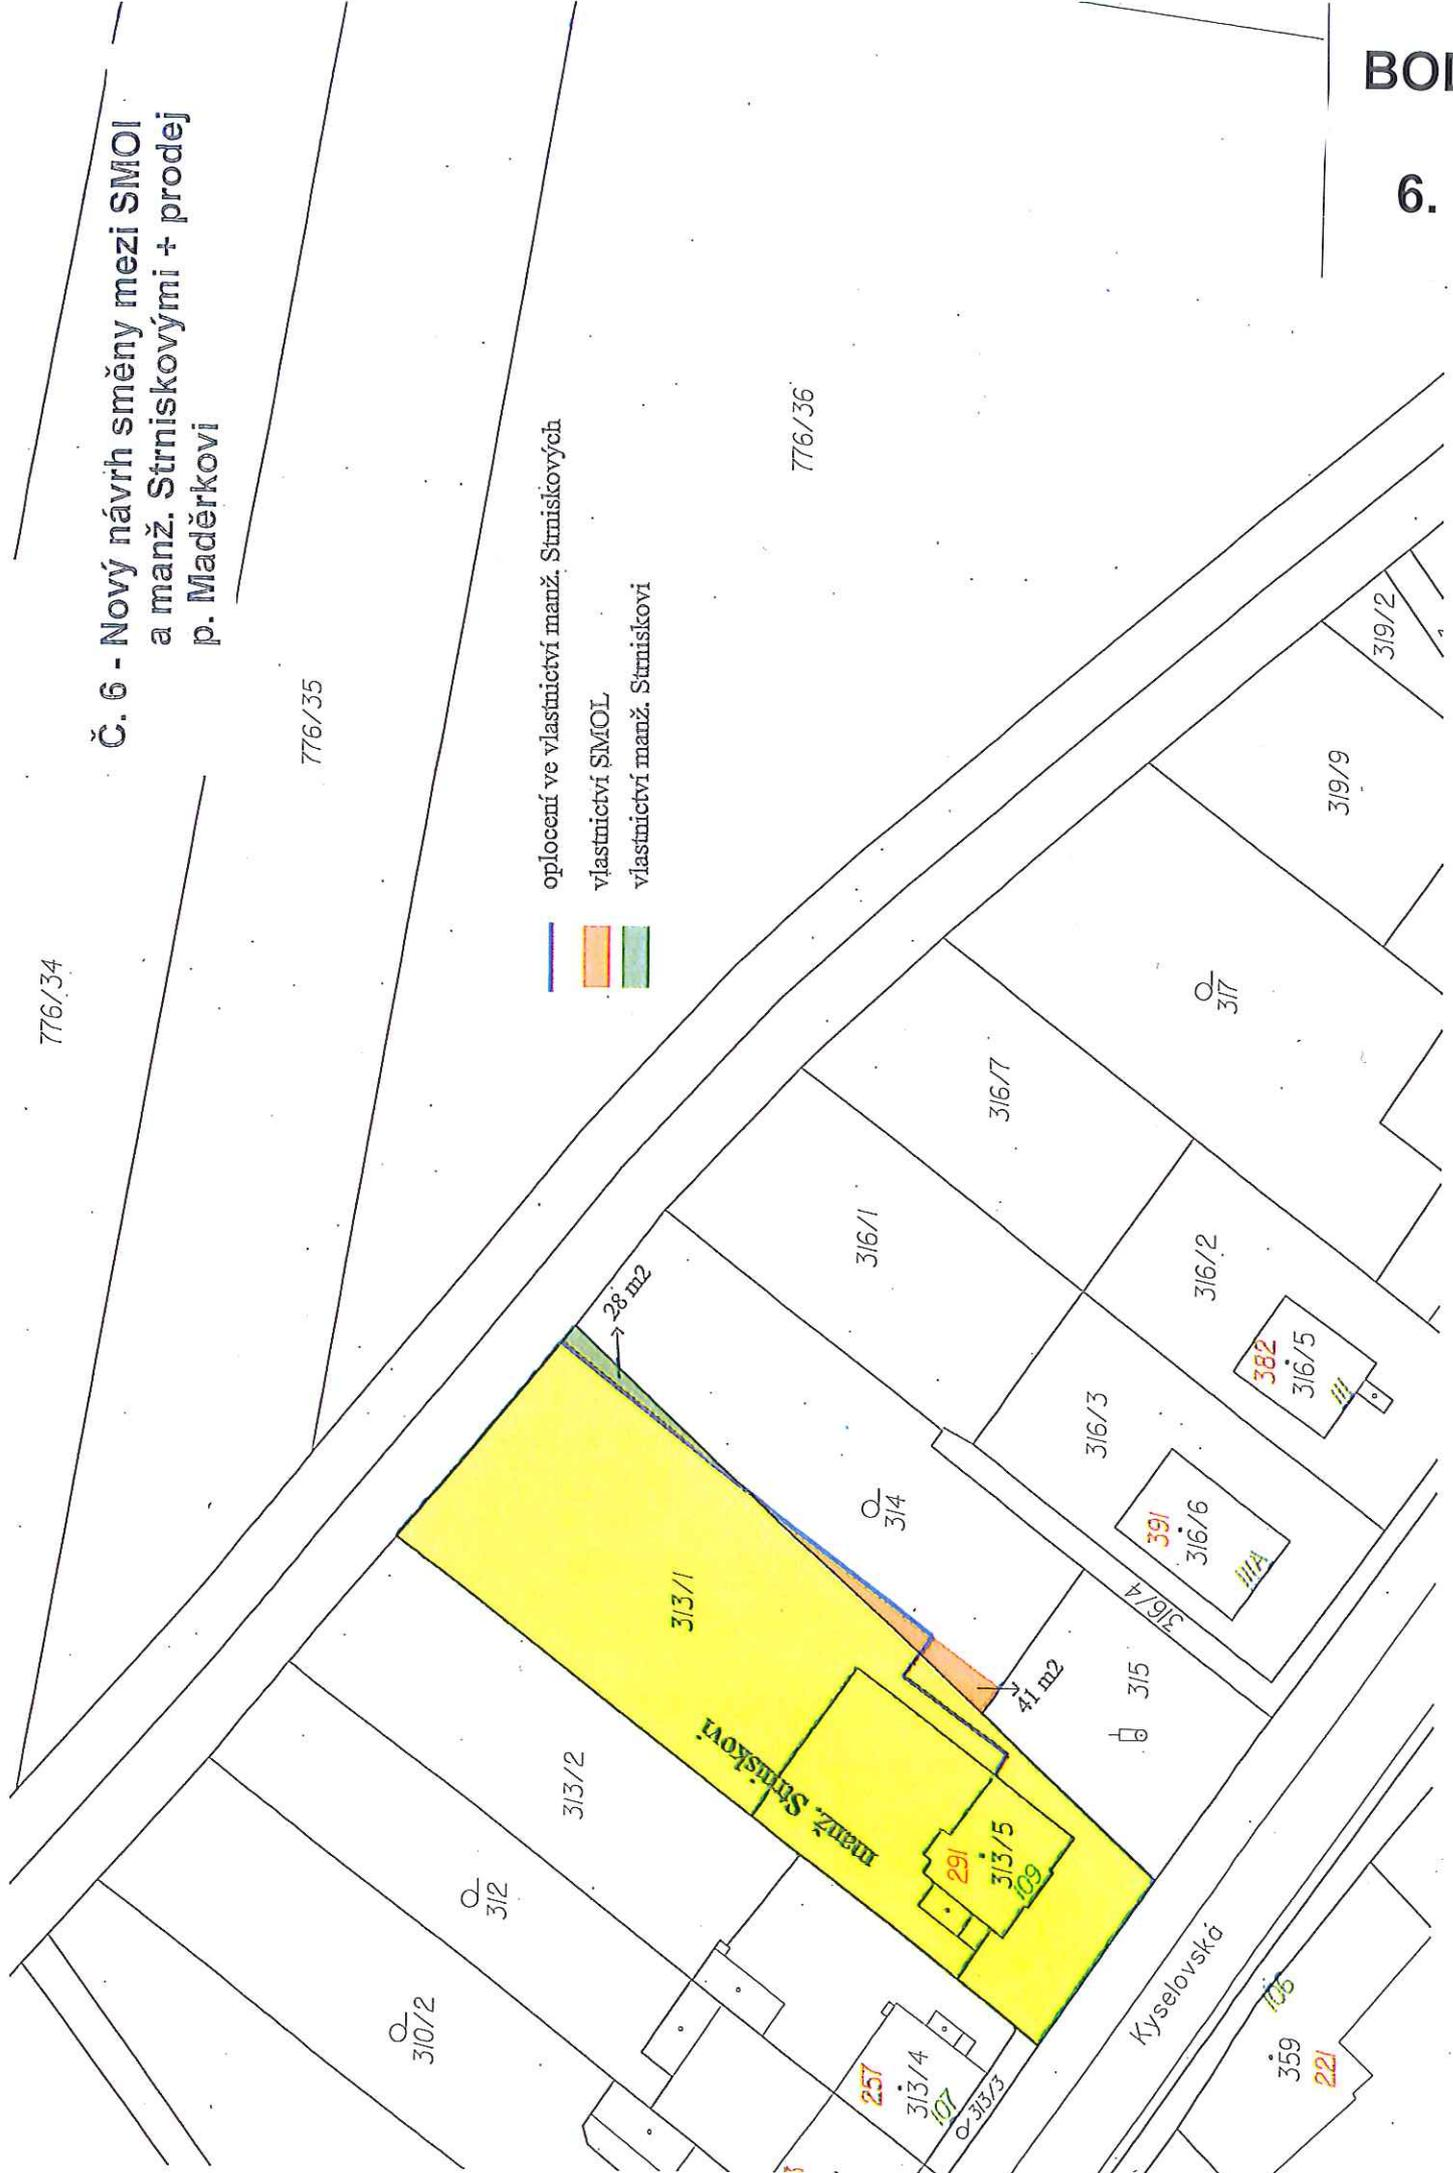 Č. 6 - Nový návrh směny mezi SMOl
a manž. Strniskovými + prodej
p. Maděrkovi
BOI
6.
oplocení ve vlastnictví manž. Strniskových
vlastnictví SMOL
vlastnictví manž. Strniskovi
776/34
776/35
776/36
28 m2
41 m2
manž. Strniskovi
313/1
313/2
312
310/2
314
316/1
316/7
317
319/9
319/2
316/2
382
316/5
III
316/3
391
316/6
IIIA
316/4
315
291
313/5
109
257
313/4
107
313/3
Kyselovská
106
359
221